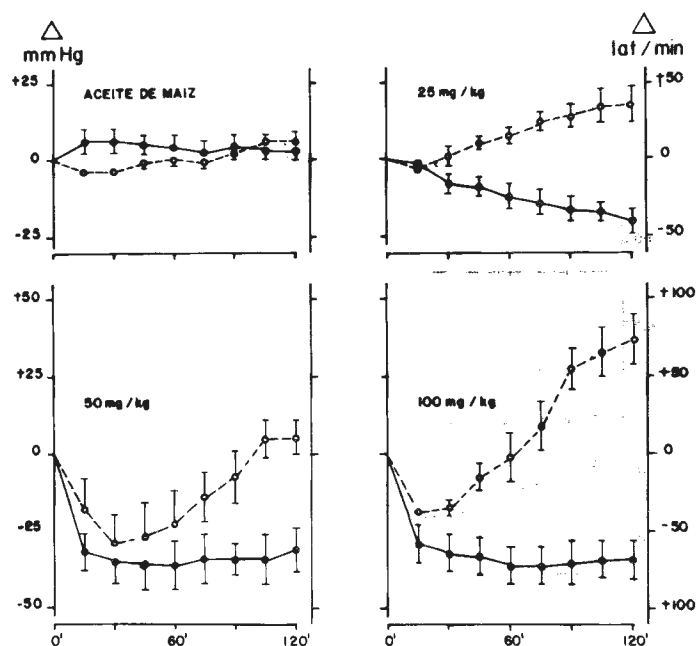 △ △
mm Hg lat/min
+25 ACEITE DE MAIZ 25 mg/kg +50
0 0
-25 -50
+50 +100
+25 +50
50 mg/kg 100 mg/kg
0 0
-25 -50
-50 +100
0' 60' 120' 0' 60' 120'